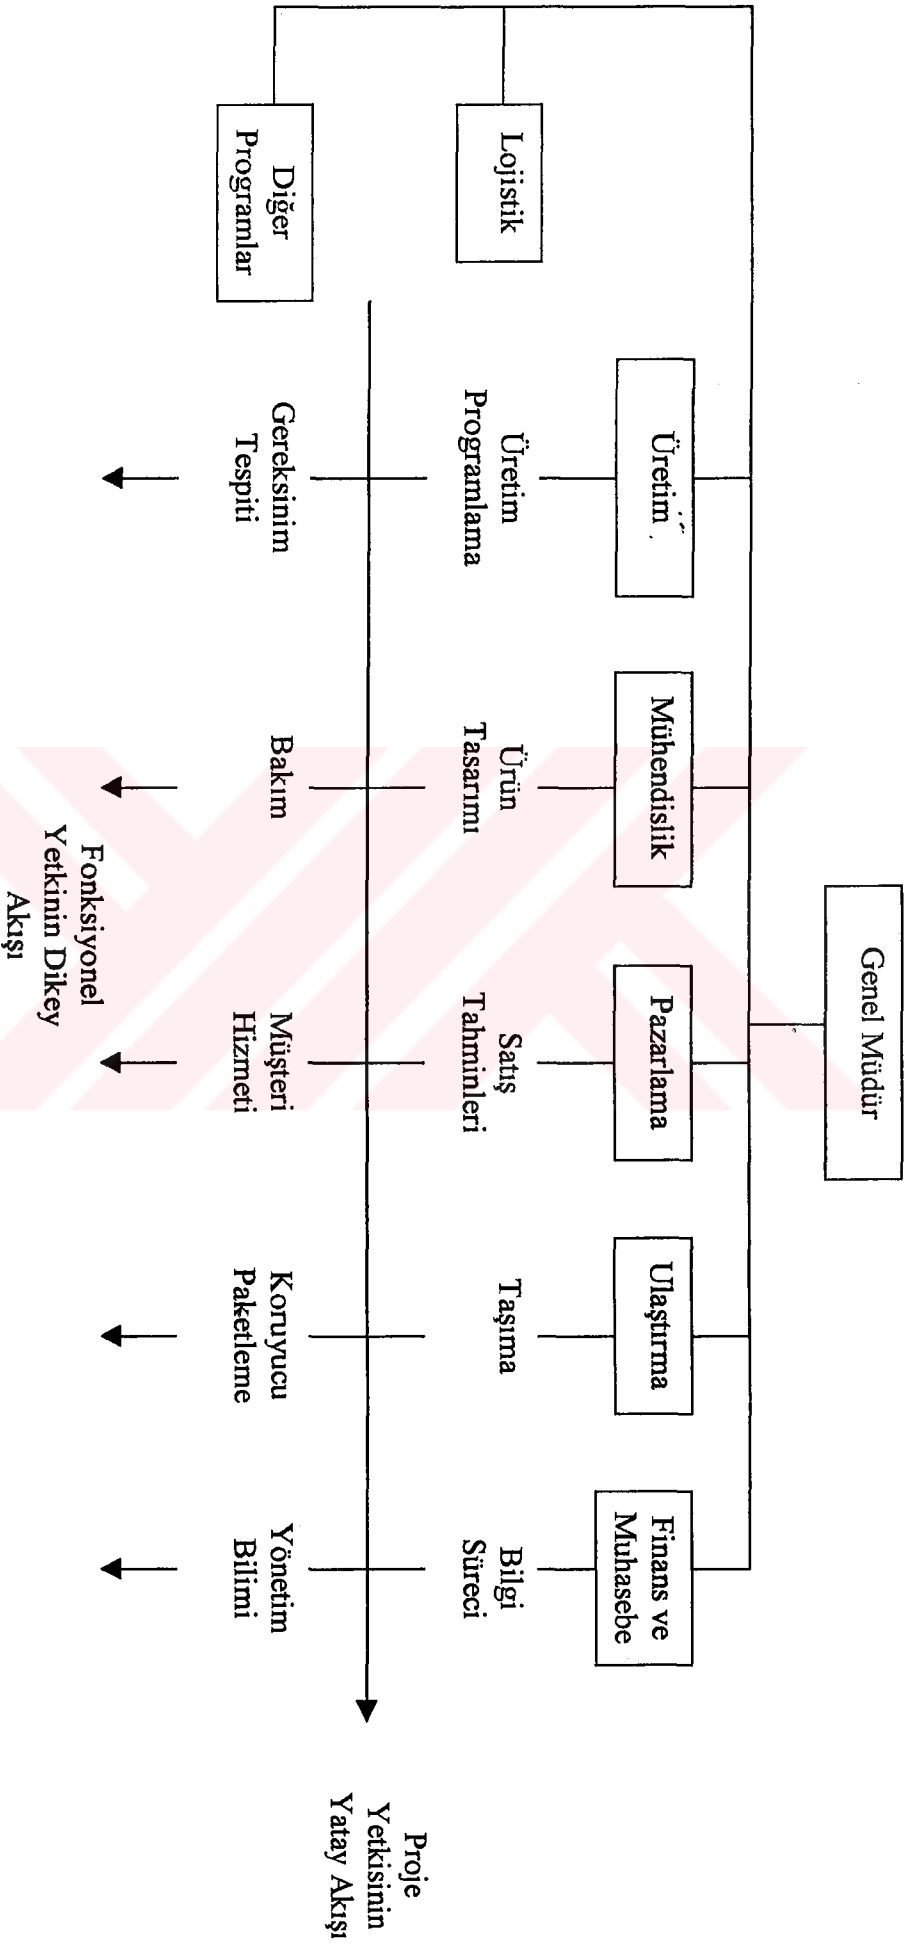 Genel Müdür
Üretim
Mühendislik
Pazarlama
Ulaştırma
Finans ve
Muhasebe
Lojistik
Üretim
Programlama
Ürün
Tasarımı
Satış
Tahminleri
Taşıma
Bilgi
Süreci
Proje
Yetkisinin
Yatay Akışı
Diğer
Programlar
Gereksinim
Tespiti
Bakım
Müşteri
Hizmeti
Koruyucu
Paketleme
Yönetim
Bilimi
Fonksiyonel
Yetkinin Dikey
Akışı